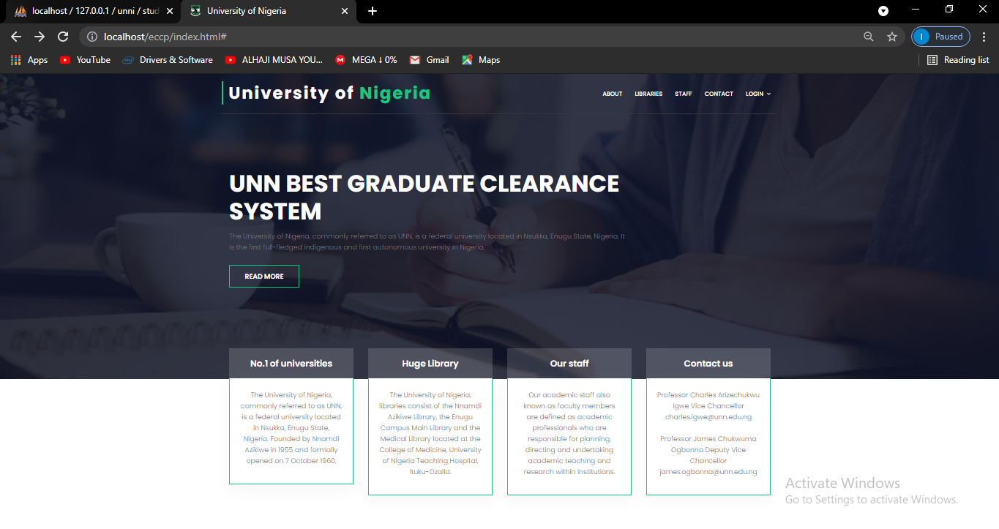 localhost / 127.0.0.1 / unni / stud
University of Nigeria
localhost/eccp/index.html#
I Paused
Apps YouTube Drivers & Software ALHAJI MUSA YOU... MEGA ⭣ 0% Gmail Maps Reading list
University of Nigeria
ABOUT LIBRARIES STAFF CONTACT LOGIN
UNN BEST GRADUATE CLEARANCE
SYSTEM
The University of Nigeria, commonly referred to as UNN, is a federal university located in Nsukka, Enugu State, Nigeria. It
is the first full-fledged indigenous and first autonomous university in Nigeria.
READ MORE
No.1 of universities
The University of Nigeria,
commonly referred to as UNN,
is a federal university located
in Nsukka, Enugu State,
Nigeria. Founded by Nnamdi
Azikiwe in 1955 and formally
opened on 7 October 1960.
Huge Library
The University of Nigeria,
libraries consist of the Nnamdi
Azikiwe Library, the Enugu
Campus Main Library and the
Medical Library located at the
College of Medicine, University
of Nigeria Teaching Hospital,
Ituku-Ozalla.
Our staff
Our academic staff also
known as faculty members
are defined as academic
professionals who are
responsible for planning,
directing and undertaking
academic teaching and
research within institutions.
Contact us
Professor Charles Arizechukwu
Igwe Vice Chancellor
charles.igwe@unn.edu.ng
Professor James Chukwuma
Ogbonna Deputy Vice
Chancellor
james.ogbonna@unn.edu.ng
Activate Windows
Go to Settings to activate Windows.